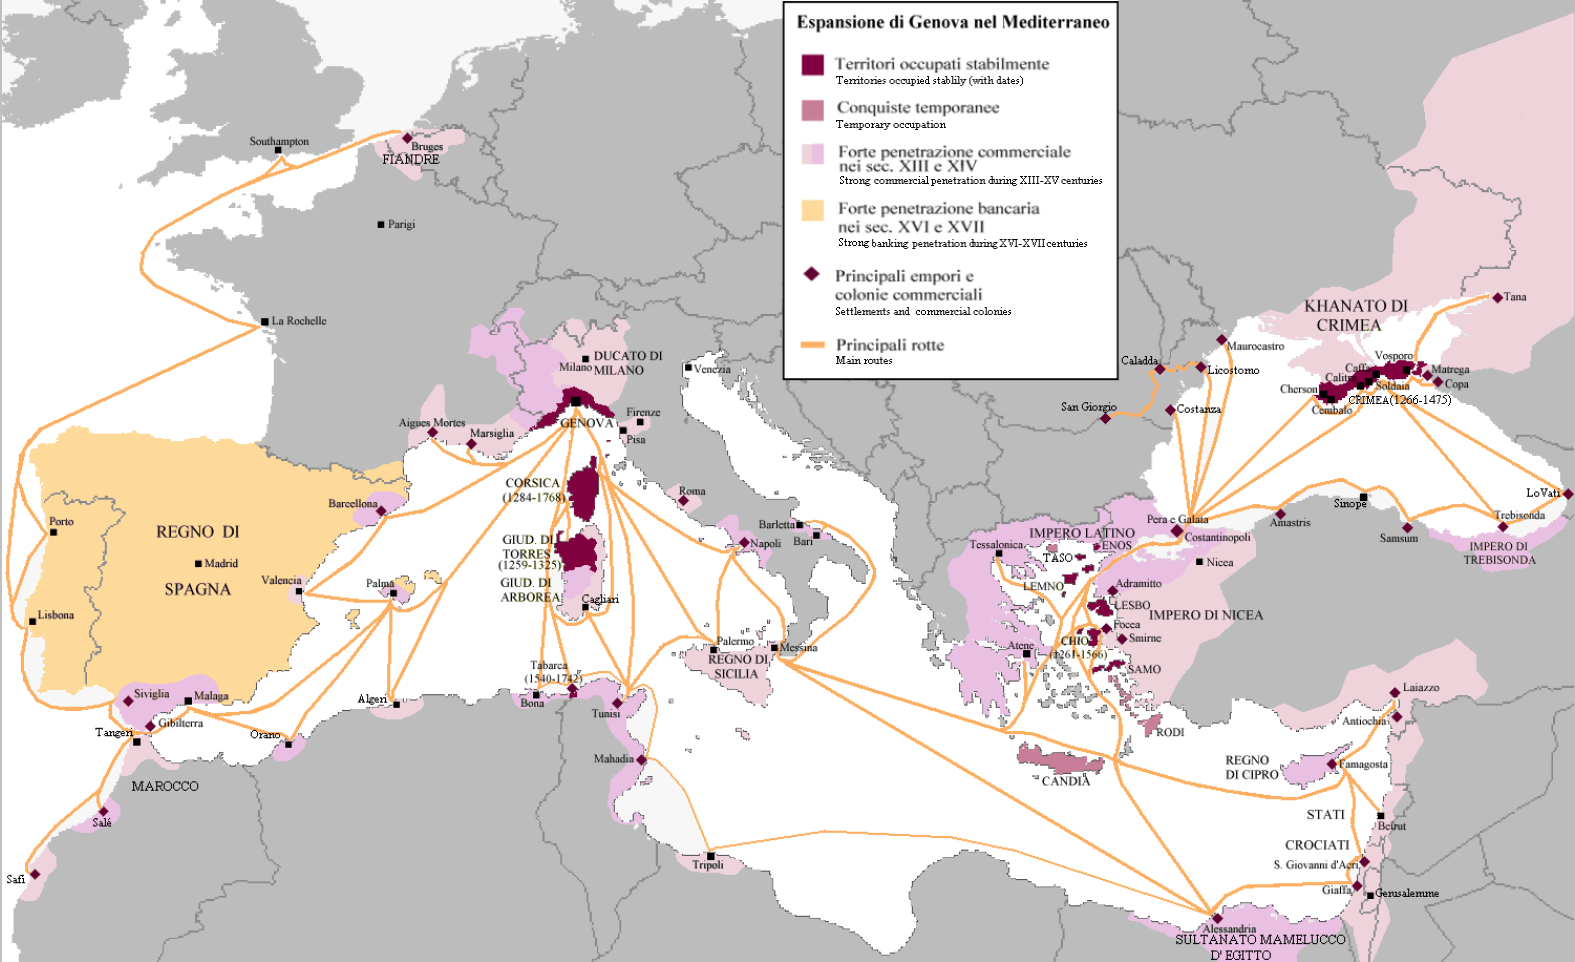 Espansione di Genova nel Mediterraneo
Territori occupati stabilmente
Territories occupied stablily (with dates)
Conquiste temporanee
Temporary occupation
Forte penetrazione commerciale
nei sec. XIII e XIV
Strong commercial penetration during XIII-XV centuries
Forte penetrazione bancaria
nei sec. XVI e XVII
Strong banking penetration during XVI-XVII centuries
Principali empori e
colonie commerciali
Settlements and commercial colonies
Principali rotte
Main routes
Southampton
Bruges
FIANDRE
Parigi
La Rochelle
DUCATO DI
MILANO
Milano
Venezia
GENOVA
Firenze
Pisa
Aigues Mortes
Marsiglia
CORSICA
(1284-1768)
Roma
Barcellona
Porto
REGNO DI
SPAGNA
Madrid
Valencia
Palma
Lisbona
GIUD. DI
TORRES
(1259-1325)
GIUD. DI
ARBOREA
Cagliari
Napoli
Barletta
Bari
Palermo
Messina
REGNO DI
SICILIA
Tabarca
(1540-1742)
Bona
Tunisi
Mahadia
Tripoli
Siviglia
Malaga
Gibilterra
Tangeri
Orano
Algeri
MAROCCO
Salé
Safi
KHANATO DI
CRIMEA
Tana
Maurocastro
Licostomo
Caladda
San Giorgio
Costanza
Vosporo
Matrega
Copa
Caffa
Calitra
Soldaia
Cherson
Cembalo
CRIMEA(1266-1475)
LoVati
Trebisonda
IMPERO DI
TREBISONDA
Sinope
Samsum
Amastris
Pera e Galata
Costantinopoli
Nicea
IMPERO LATINO
ENOS
Tessalonica
TASO
LEMNO
Adramitto
LESBO
IMPERO DI NICEA
Focea
Smirne
CHIO
(1261-1566)
Atene
SAMO
RODI
CANDIA
Laiazzo
Antiochia
REGNO
DI CIPRO
Famagosta
STATI
CROCIATI
Beirut
S. Giovanni d'Acri
Giaffa
Gerusalemme
Alessandria
SULTANATO MAMELUCCO
D'EGITTO